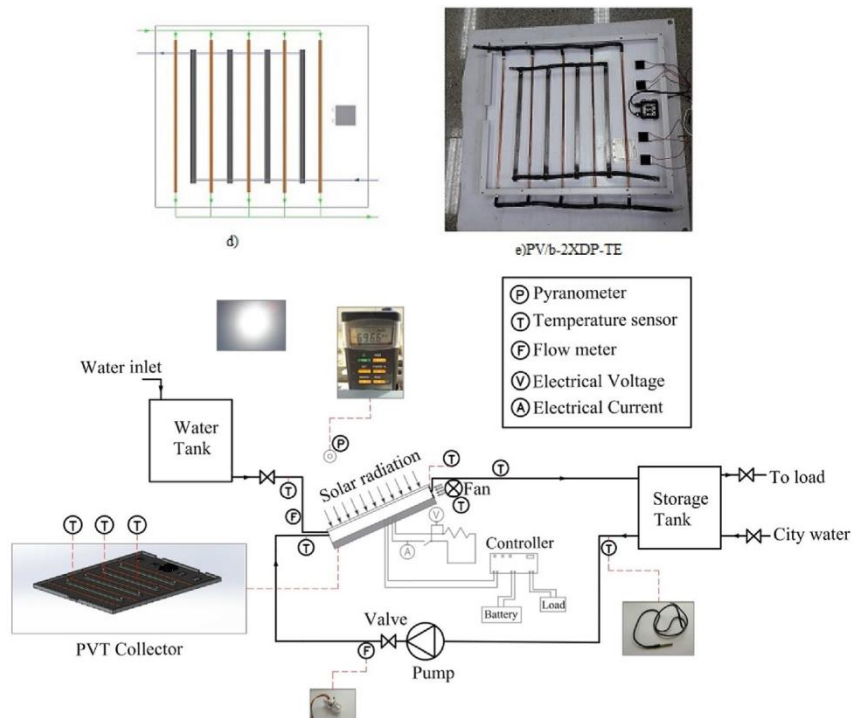 d)
e)PV/b-2XDP-TE
P Pyranometer
T Temperature sensor
F Flow meter
V Electrical Voltage
A Electrical Current
Water inlet
Water
Tank
P
Solar radiation
T
T
T
F
T
Fan
T
V
A
Controller
Battery
Load
Storage
Tank
To load
City water
T
T T T
PVT Collector
Valve
F
Pump